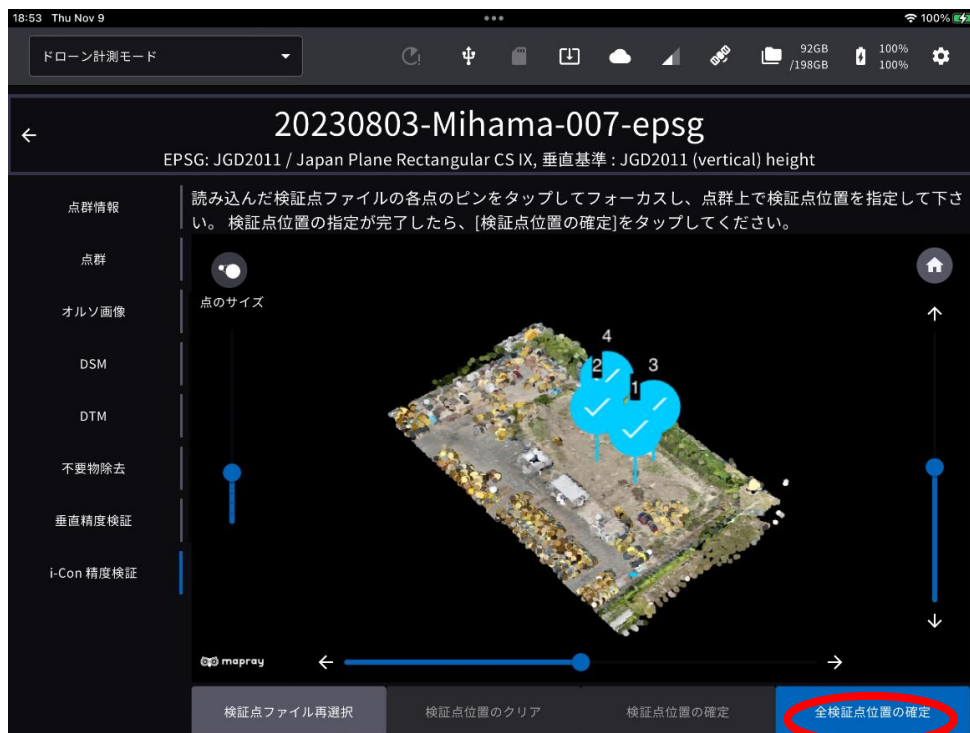 18:53 Thu Nov 9
100%
ドローン計測モード
92GB
/198GB
100%
100%
20230803-Mihama-007-epsg
EPSG: JGD2011 / Japan Plane Rectangular CS IX, 垂直基準 : JGD2011 (vertical) height
点群情報
点群
オルソ画像
DSM
DTM
不要物除去
垂直精度検証
i-Con 精度検証
読み込んだ検証点ファイルの各点のピンをタップしてフォーカスし、点群上で検証点位置を指定して下さ
い。 検証点位置の指定が完了したら、[検証点位置の確定]をタップしてください。
点のサイズ
4
2
3
1
mapray
検証点ファイル再選択
検証点位置のクリア
検証点位置の確定
全検証点位置の確定